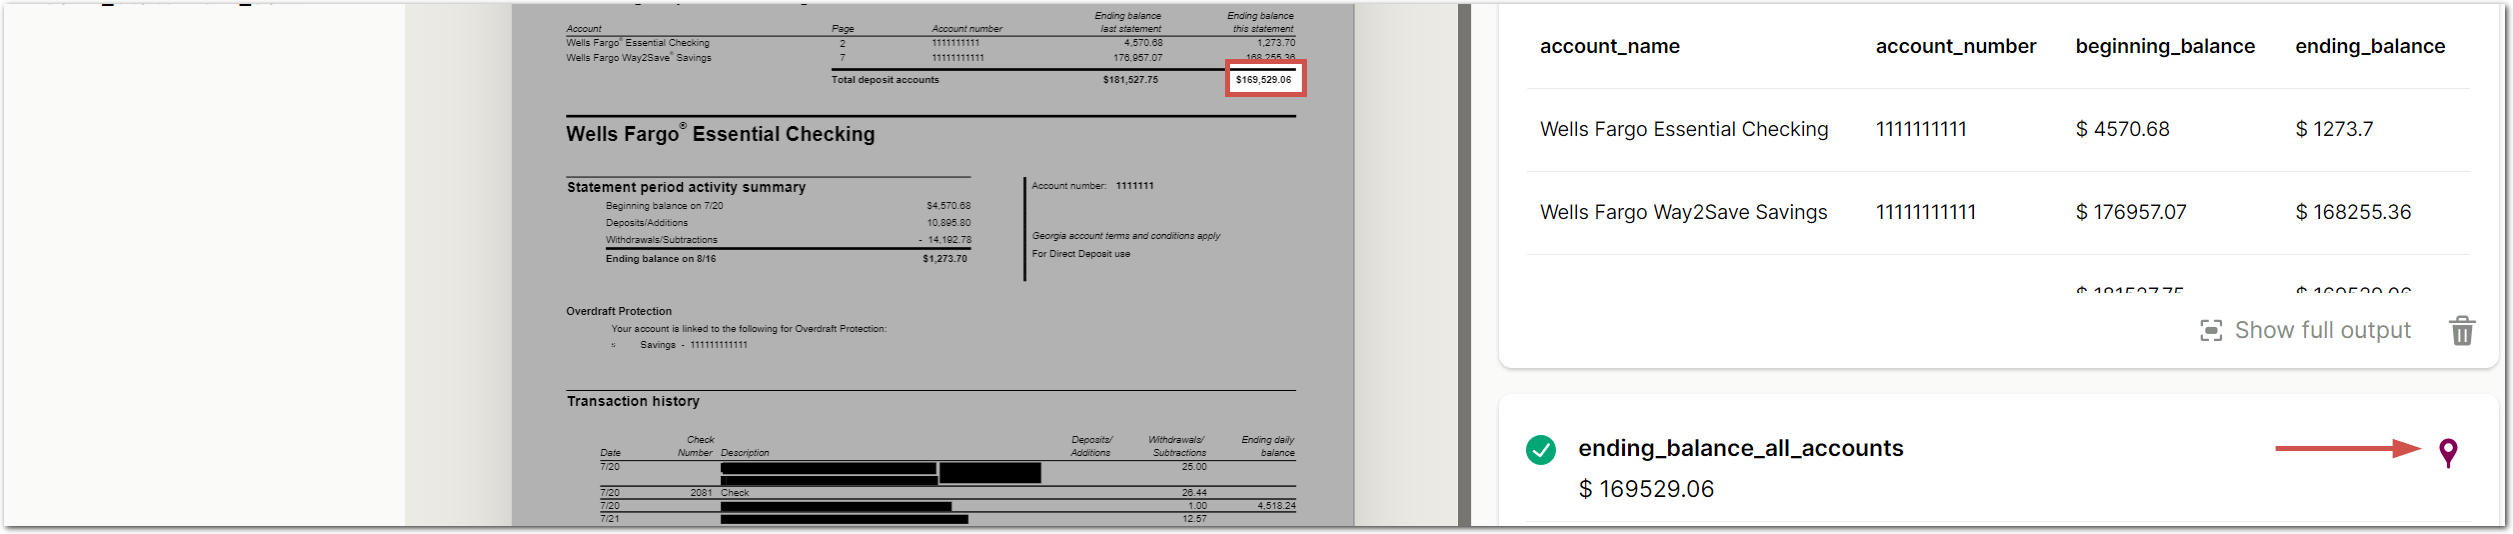 Ending balance Ending balance
Account Page Account number last statement this statement
Wells Fargo® Essential Checking 2 1111111111 4,570.68 1,273.70
Wells Fargo Way2Save® Savings 7 11111111111 176,957.07 168,255.36
Total deposit accounts $181,527.75 $169,529.06
Wells Fargo® Essential Checking
Statement period activity summary
Beginning balance on 7/20 $4,570.68
Deposits/Additions 10,895.80
Withdrawals/Subtractions - 14,192.78
Ending balance on 8/16 $1,273.70
Account number: 1111111
Georgia account terms and conditions apply
For Direct Deposit use
Overdraft Protection
Your account is linked to the following for Overdraft Protection:
s Savings - 111111111111
Transaction history
Check Deposits/ Withdrawals/ Ending daily
Date Number Description Additions Subtractions balance
7/20 25.00
7/20 2081 Check 26.44
7/20 1.00 4,518.24
7/21 12.57
account_name account_number beginning_balance ending_balance
Wells Fargo Essential Checking 1111111111 $ 4570.68 $ 1273.7
Wells Fargo Way2Save Savings 11111111111 $ 176957.07 $ 168255.36
$ 181527.75 $ 169529.06
Show full output
ending_balance_all_accounts
$ 169529.06